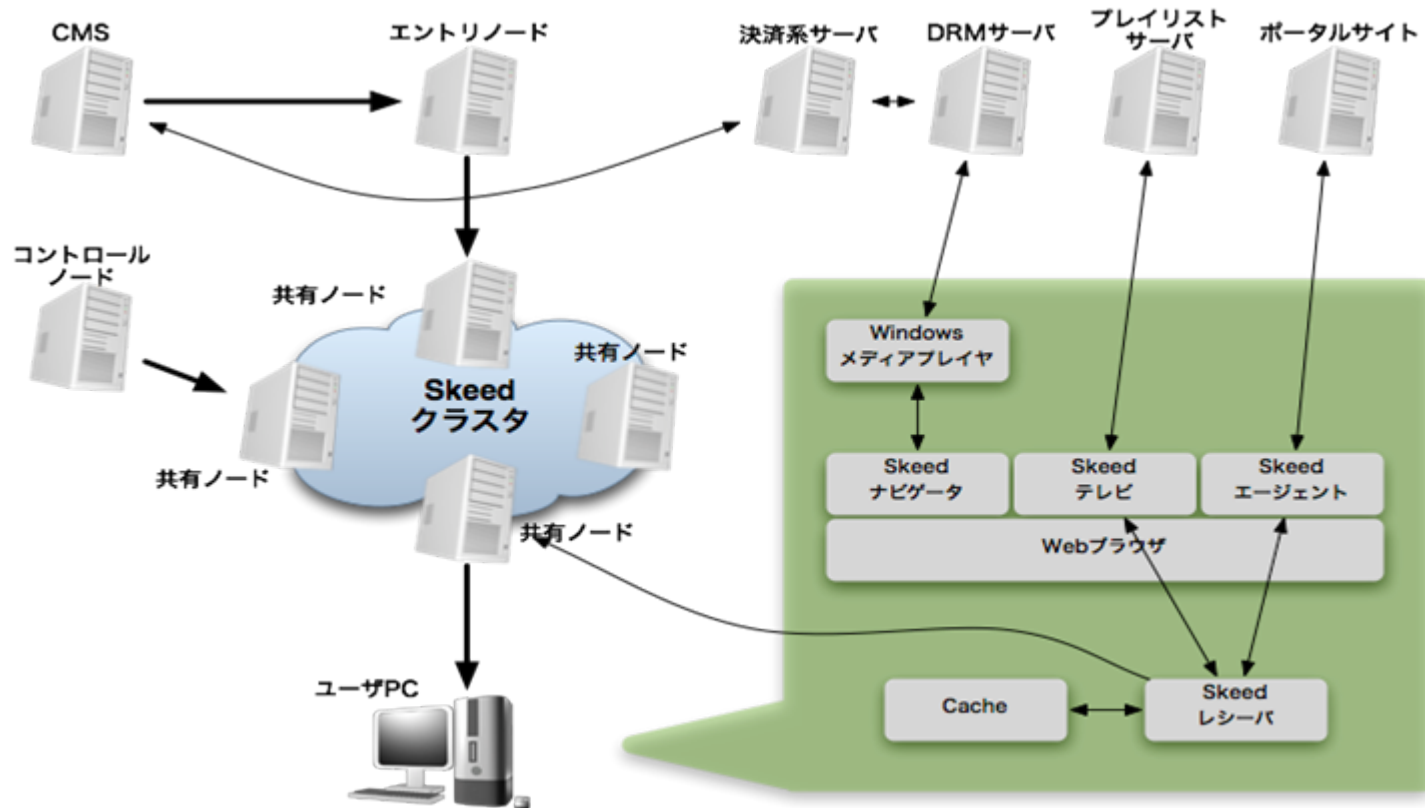 CMS
エントリノード
決済系サーバ
DRMサーバ
プレイリスト
サーバ
ポータルサイト
コントロール
ノード
共有ノード
共有ノード
Skeed
クラスタ
共有ノード
共有ノード
ユーザPC
Windows
メディアプレイヤ
Skeed
ナビゲータ
Skeed
テレビ
Skeed
エージェント
Webブラウザ
Cache
Skeed
レシーバ